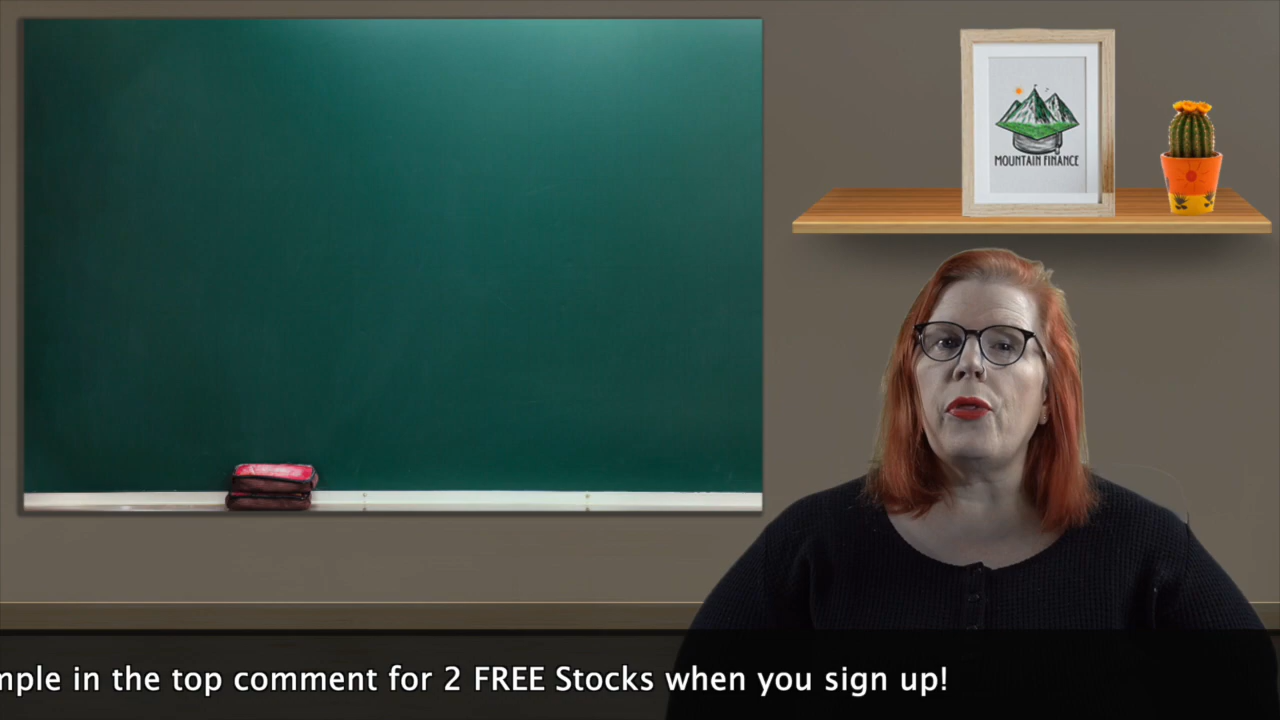 MOUNTAIN FINANCE
mple in the top comment for 2 FREE Stocks when you sign up!